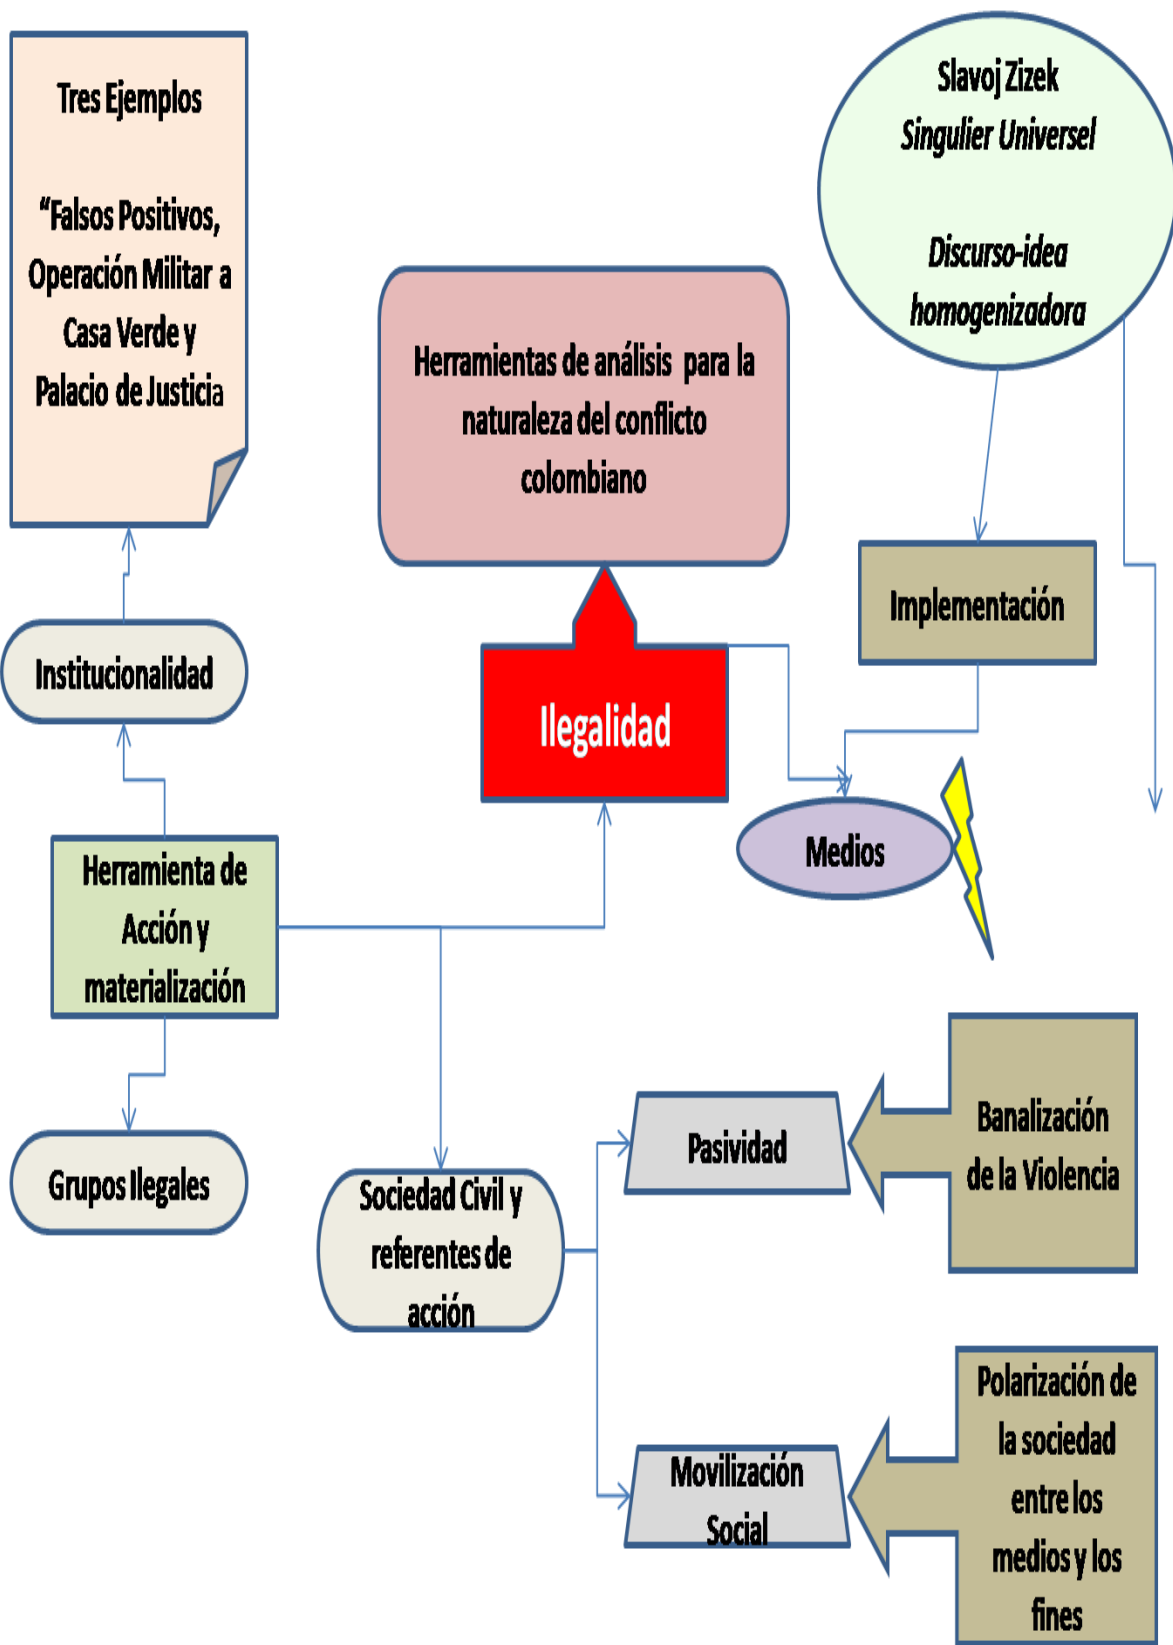 Tres Ejemplos
“Falsos Positivos,
Operación Militar a
Casa Verde y
Palacio de Justicia
Slavoj Zizek
Singulier Universel
Discurso-idea
homogenizadora
Herramientas de análisis para la
naturaleza del conflicto
colombiano
Implementación
Institucionalidad
Ilegalidad
Medios
Herramienta de
Acción y
materialización
Grupos Ilegales
Sociedad Civil y
referentes de
acción
Pasividad
Banalización
de la Violencia
Movilización
Social
Polarización de
la sociedad
entre los
medios y los
fines